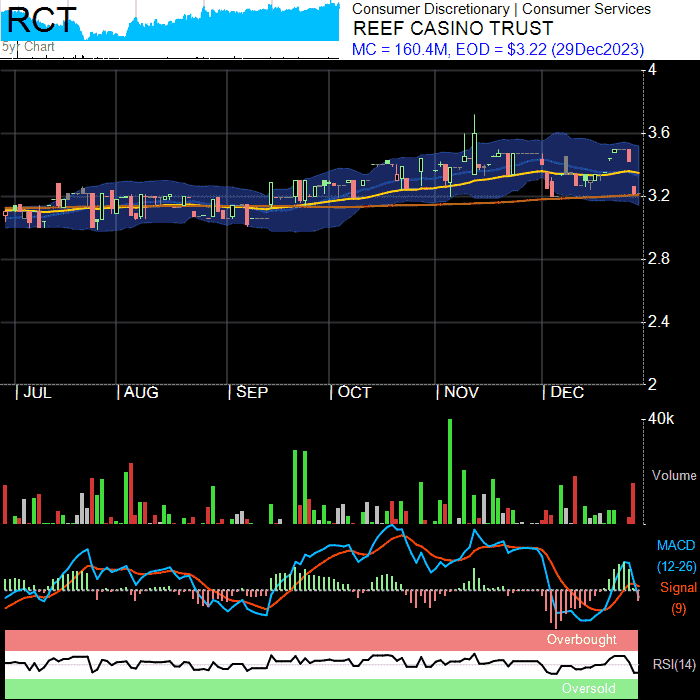 RCT
5yr Chart
Consumer Discretionary | Consumer Services
REEF CASINO TRUST
MC = 160.4M, EOD = $3.22 (29Dec2023)
4
3.6
3.2
2.8
2.4
2
JUL AUG SEP OCT NOV DEC
40k
Volume
MACD
(12-26)
Signal
(9)
Overbought
RSI(14)
Oversold